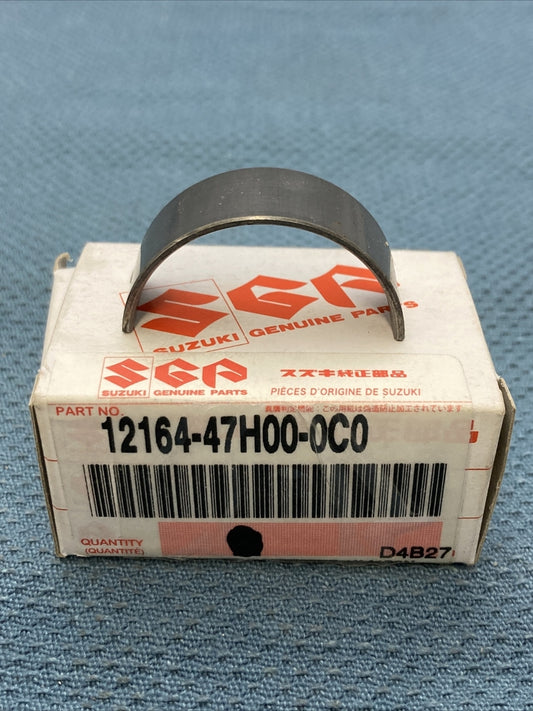 SGP
SUZUKI GENUINE PARTS
SGP スズキ純正部品
SUZUKI GENUINE PARTS PIÈCES D'ORIGINE DE SUZUKI
PART NO.
12164-47H00-0C0
QUANTITY
(QUANTITÉ) D4B27